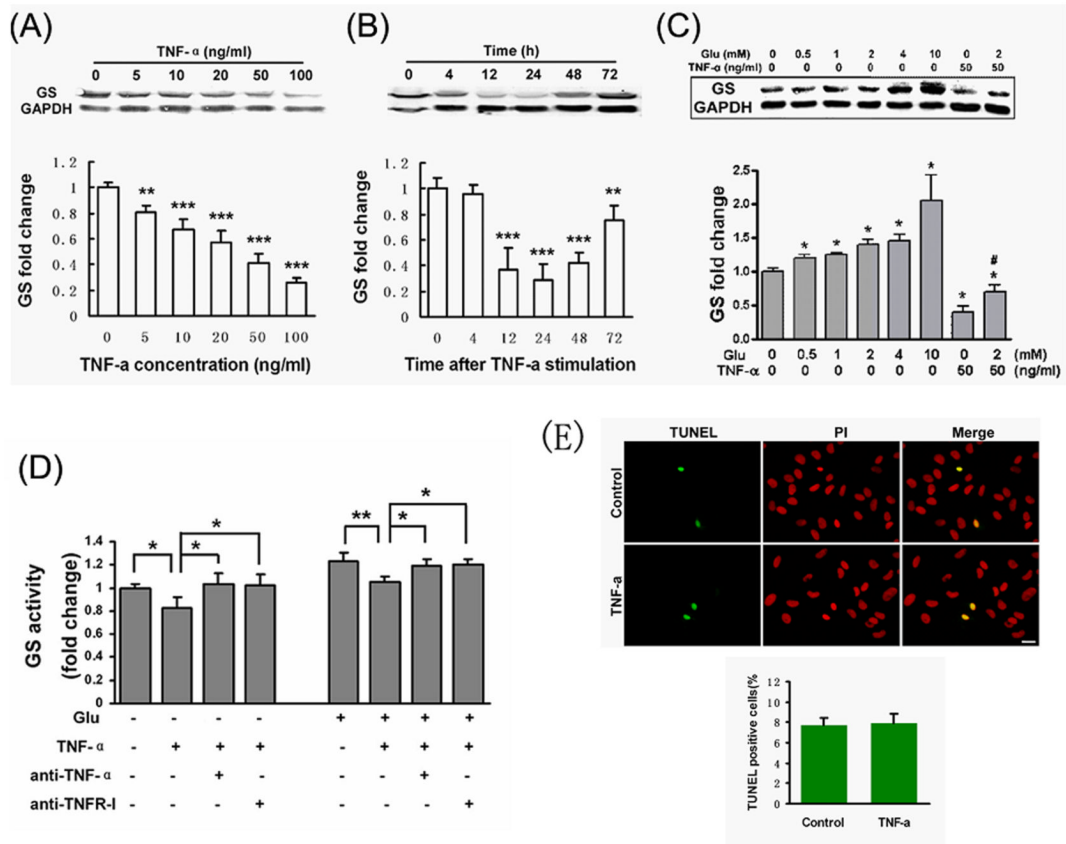 (A)
TNF-α (ng/ml)
0 5 10 20 50 100
GS
GAPDH
GS fold change
1.2
1
0.8
0.6
0.4
0.2
0
** *** *** *** ***
0 5 10 20 50 100
TNF-a concentration (ng/ml)
(B)
Time (h)
0 4 12 24 48 72
GS
GAPDH
GS fold change
1.2
1
0.8
0.6
0.4
0.2
0
*** *** *** **
0 4 12 24 48 72
Time after TNF-a stimulation
(C)
Glu (mM) 0 0.5 1 2 4 10 0 2
TNF-α (ng/ml) 0 0 0 0 0 0 50 50
GS
GAPDH
GS fold change
2.5
2.0
1.5
1.0
0.5
0.0
* * * * * * # *
Glu 0 0.5 1 2 4 10 0 2 (mM)
TNF-α 0 0 0 0 0 0 50 50 (ng/ml)
(D)
GS activity
(fold change)
1.4
1.2
1
0.8
0.6
0.4
0.2
0
* * * ** * *
Glu - - - - + + + +
TNF-α - + + + - + + +
anti-TNF-α - - + - - - + -
anti-TNFR-I - - - + - - - +
(E)
TUNEL PI Merge
Control
TNF-a
TUNEL positive cells(%
12
10
8
6
4
2
0
Control TNF-a